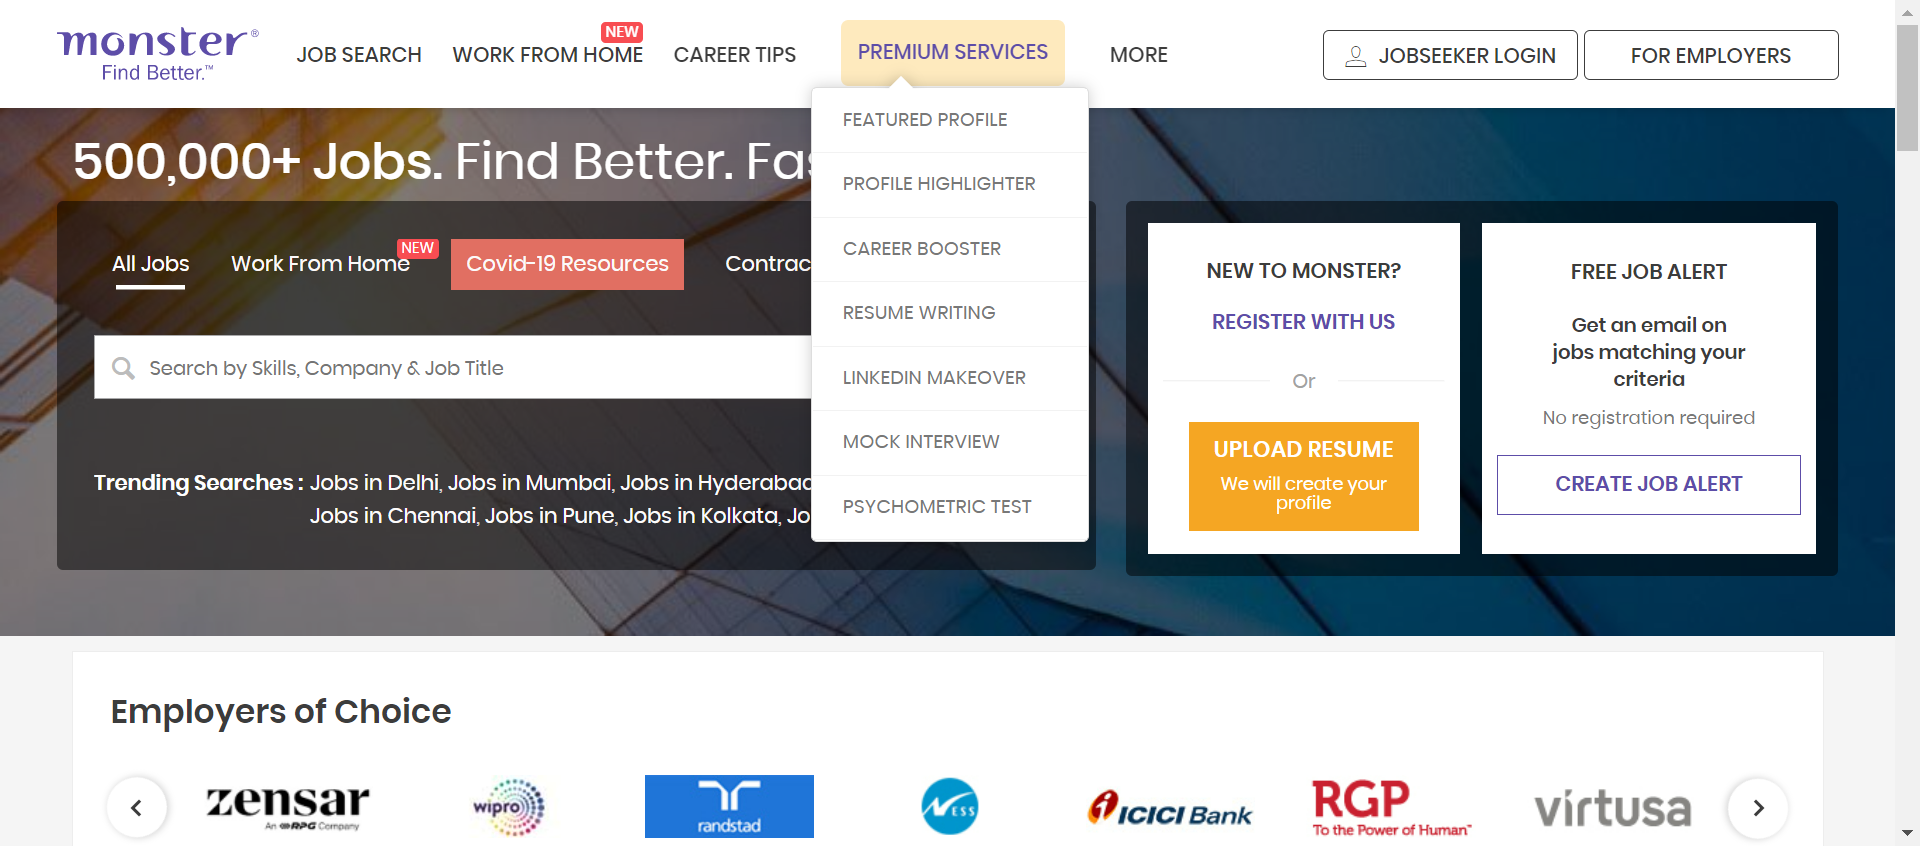 monster®
Find Better.™
JOB SEARCH
WORK FROM HOME
NEW
CAREER TIPS
PREMIUM SERVICES
MORE
JOBSEEKER LOGIN
FOR EMPLOYERS
FEATURED PROFILE
PROFILE HIGHLIGHTER
CAREER BOOSTER
RESUME WRITING
LINKEDIN MAKEOVER
MOCK INTERVIEW
PSYCHOMETRIC TEST
500,000+ Jobs. Find Better. Fas
All Jobs
Work From Home
NEW
Covid-19 Resources
Contrac
Search by Skills, Company & Job Title
Trending Searches : Jobs in Delhi, Jobs in Mumbai, Jobs in Hyderabad
Jobs in Chennai, Jobs in Pune, Jobs in Kolkata, Jo
NEW TO MONSTER?
REGISTER WITH US
Or
UPLOAD RESUME
We will create your
profile
FREE JOB ALERT
Get an email on
jobs matching your
criteria
No registration required
CREATE JOB ALERT
Employers of Choice
zensar
An RPG Company
wipro
randstad
NESS
ICICI Bank
RGP
To the Power of Human™
virtusa